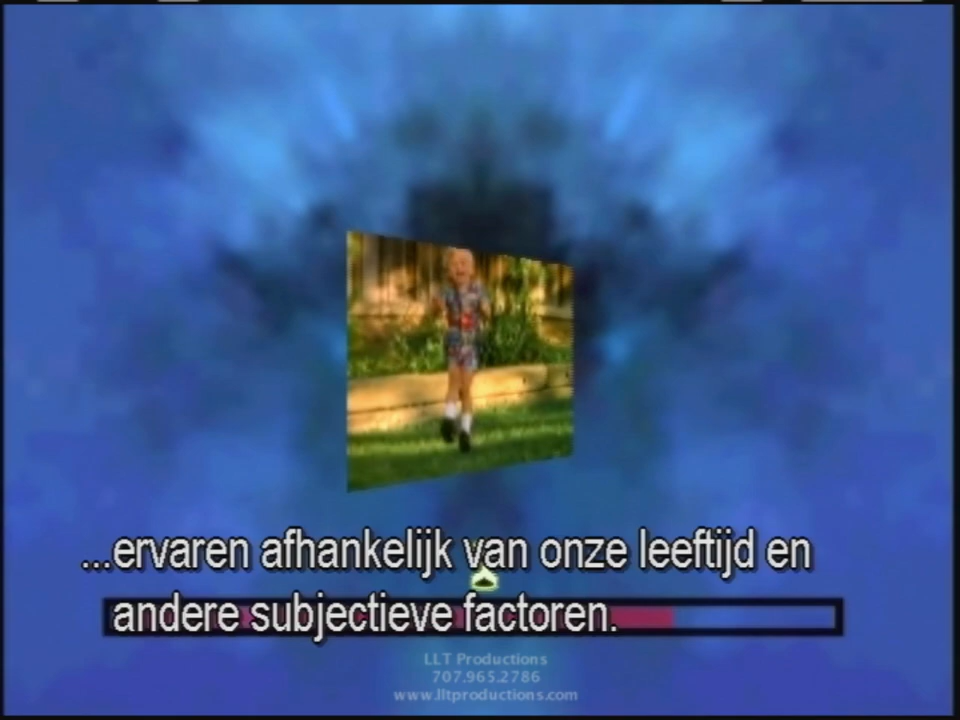 ...ervaren afhankelijk van onze leeftijd en
andere subjectieve factoren.
LLT Productions
707.965.2786
www.lltproductions.com